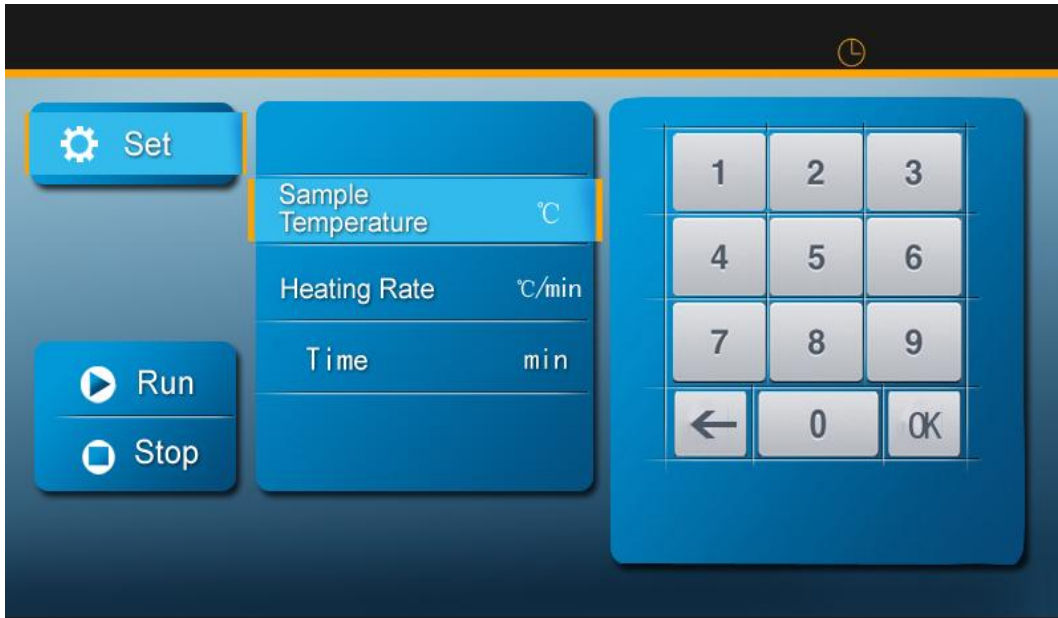 Set
Sample
Temperature ℃
Heating Rate ℃/min
Time min
Run
Stop
1 2 3
4 5 6
7 8 9
← 0 OK